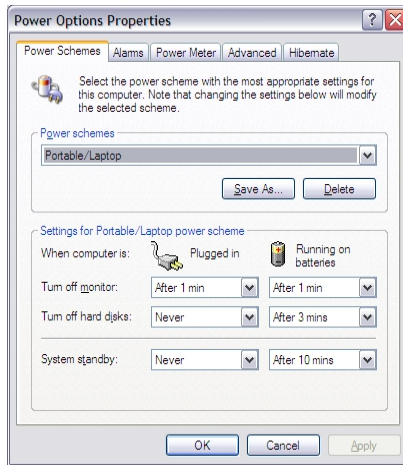 Power Options Properties
Power Schemes Alarms Power Meter Advanced Hibernate
Select the power scheme with the most appropriate settings for
this computer. Note that changing the settings below will modify
the selected scheme.
Power schemes
Portable/Laptop
Save As... Delete
Settings for Portable/Laptop power scheme
When computer is: Plugged in Running on
batteries
Turn off monitor: After 1 min After 1 min
Turn off hard disks: Never After 3 mins
System standby: Never After 10 mins
OK Cancel Apply